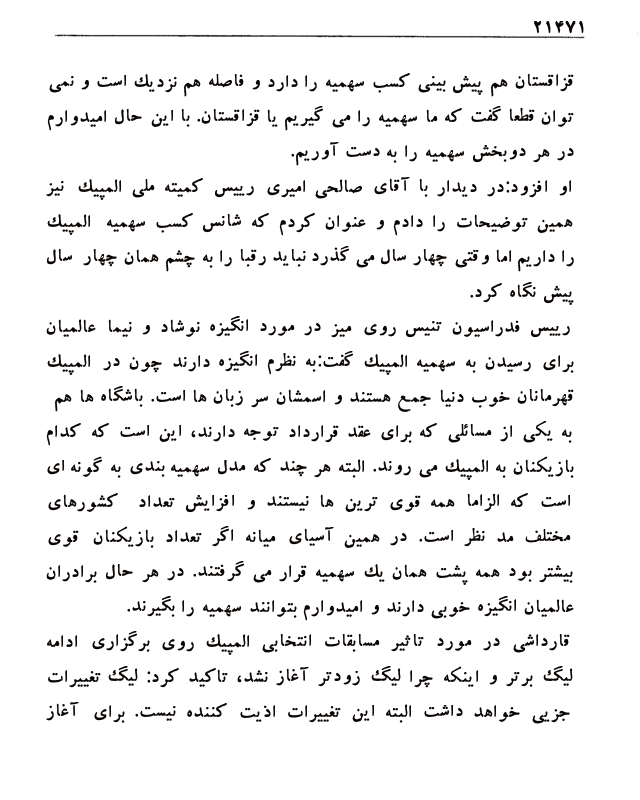 ۲۱۴۷۱
قزاقستان هم پیش بینی کسب سهمیه را دارد و فاصله هم نزدیك است و نمی
توان قطعا گفت که ما سهمیه را می گیریم یا قزاقستان. با این حال امیدوارم
در هر دوبخش سهمیه را به دست آوریم.
او افزود:در دیدار با آقای صالحی امیری رییس کمیته ملی المپیك نیز
همین توضیحات را دادم و عنوان کردم که شانس کسب سهمیه المپیك
را داریم اما وقتی چهار سال می گذرد نباید رقبا را به چشم همان چهار سال
پیش نگاه کرد.
رییس فدراسیون تنیس روی میز در مورد انگیزه نوشاد و نیما عالمیان
برای رسیدن به سهمیه المپیك گفت:به نظرم انگیزه دارند چون در المپیك
قهرمانان خوب دنیا جمع هستند و اسمشان سر زبان ها است. باشگاه ها هم
به یکی از مسائلی که برای عقد قرارداد توجه دارند، این است که کدام
بازیکنان به المپیك می روند. البته هر چند که مدل سهمیه بندی به گونه ای
است که الزاما همه قوی ترین ها نیستند و افزایش تعداد کشورهای
مختلف مد نظر است. در همین آسیای میانه اگر تعداد بازیکنان قوی
بیشتر بود همه پشت همان یك سهمیه قرار می گرفتند. در هر حال برادران
عالمیان انگیزه خوبی دارند و امیدوارم بتوانند سهمیه را بگیرند.
قارداشی در مورد تاثیر مسابقات انتخابی المپیك روی برگزاری ادامه
لیگ برتر و اینکه چرا لیگ زودتر آغاز نشد، تاکید کرد: لیگ تغییرات
جزیی خواهد داشت البته این تغییرات اذیت کننده نیست. برای آغاز